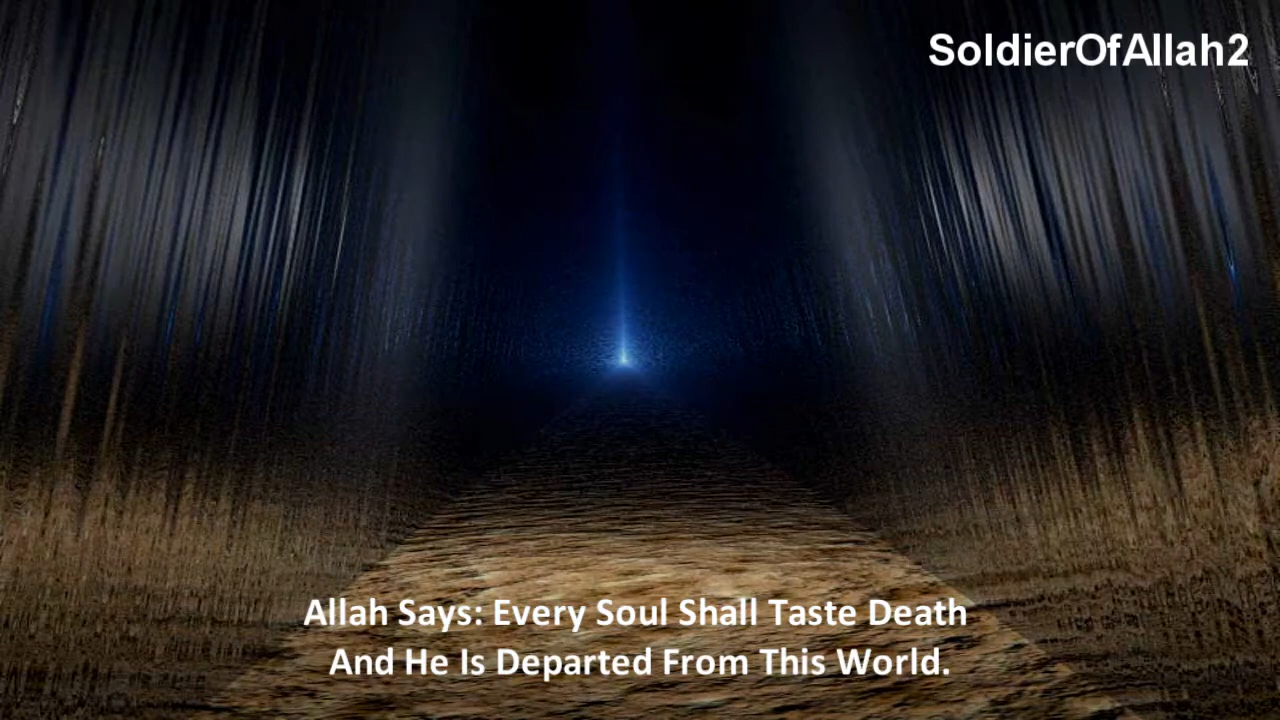 SoldierOfAllah2
Allah Says: Every Soul Shall Taste Death
And He Is Departed From This World.